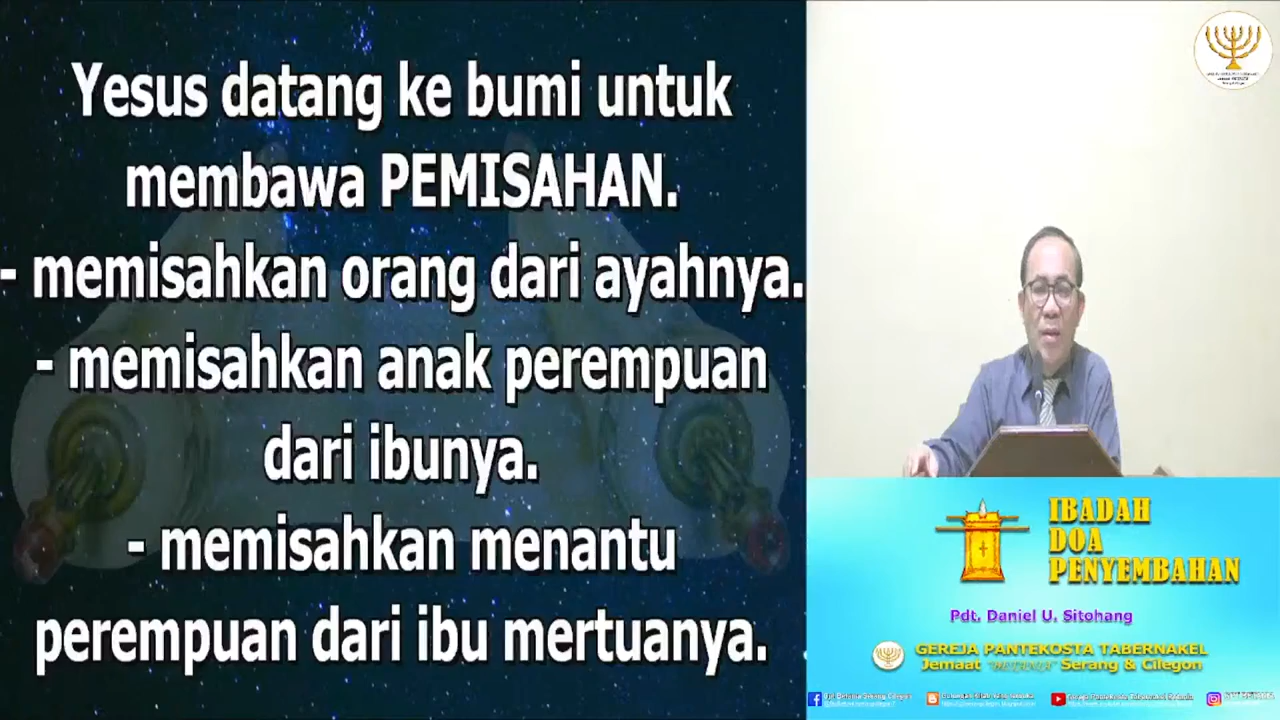 Yesus datang ke bumi untuk
membawa PEMISAHAN.
- memisahkan orang dari ayahnya.
- memisahkan anak perempuan
dari ibunya.
- memisahkan menantu
perempuan dari ibu mertuanya.
IBADAH
DOA
PENYEMBAHAN
Pdt. Daniel U. Sitohang
GEREJA PANTEKOSTA TABERNAKEL
Jemaat "BETANIA" Serang & Cilegon